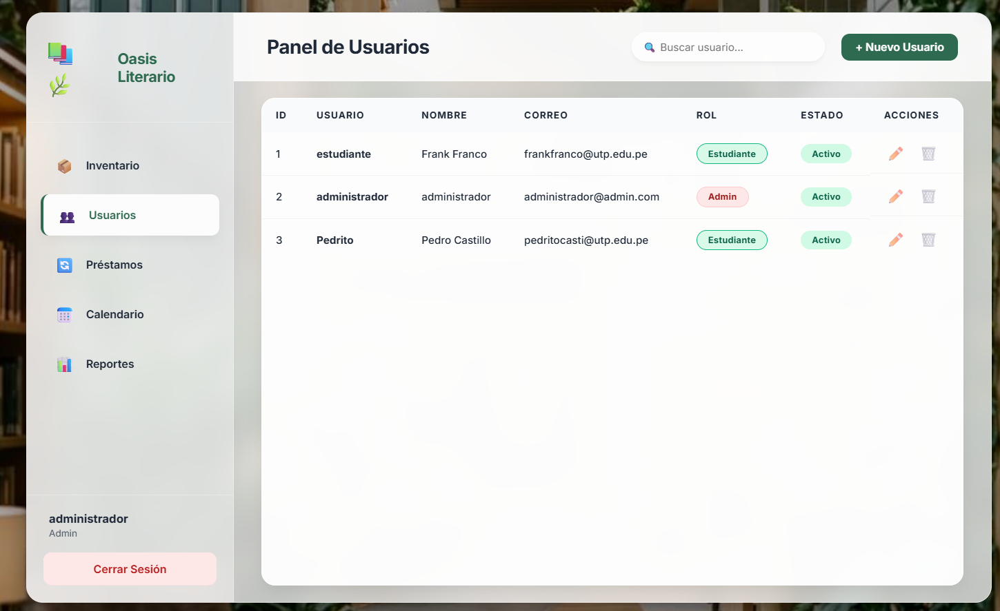 Oasis
Literario
Inventario
Usuarios
Préstamos
Calendario
Reportes
administrador
Admin
Cerrar Sesión
Panel de Usuarios
Buscar usuario...
+ Nuevo Usuario
ID USUARIO NOMBRE CORREO ROL ESTADO ACCIONES
1 estudiante Frank Franco frankfranco@utp.edu.pe Estudiante Activo
2 administrador administrador administrador@admin.com Admin Activo
3 Pedrito Pedro Castillo pedritocasti@utp.edu.pe Estudiante Activo